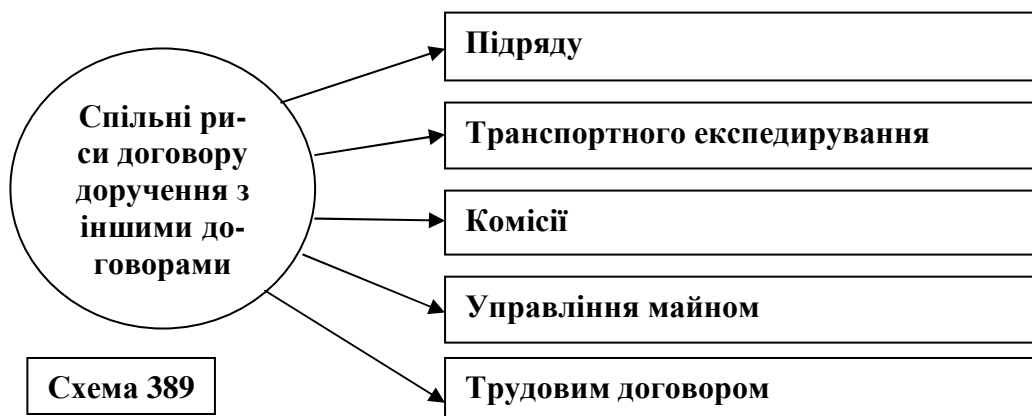 Спільні ри-
си договору
доручення з
іншими до-
говорами
Підряду
Транспортного експедирування
Комісії
Управління майном
Трудовим договором
Схема 389